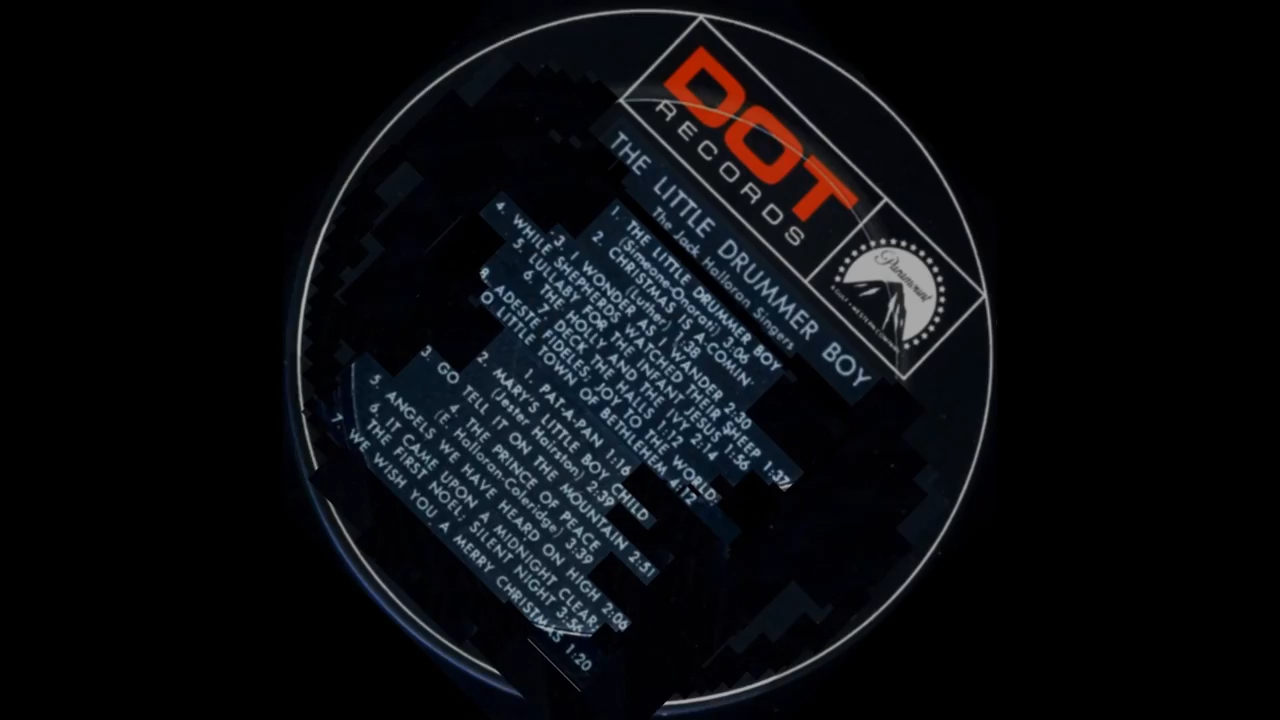 DOT
RECORDS
Paramount
THE LITTLE DRUMMER BOY
The Jack Halloran Singers
1. THE LITTLE DRUMMER BOY
(Simeone-Onorati) 3:06
2. CHRISTMAS IS A-COMIN'
(Luther) 1:38
3. I WONDER AS I WANDER 2:30
4. WHILE SHEPHERDS WATCHED THEIR SHEEP 1:37
5. LULLABY FOR THE INFANT JESUS 1:56
6. THE HOLLY AND THE IVY 2:14
7. DECK THE HALLS 1:12
8. ADESTE FIDELES; JOY TO THE WORLD;
O LITTLE TOWN OF BETHLEHEM 4:12
1. PAT-A-PAN 1:16
2. MARY'S LITTLE BOY CHILD
(Jester Hairston) 2:39
3. GO TELL IT ON THE MOUNTAIN 2:51
4. THE PRINCE OF PEACE
(E. Halloran-Coleridge) 3:39
5. ANGELS WE HAVE HEARD ON HIGH 2:06
6. IT CAME UPON A MIDNIGHT CLEAR;
THE FIRST NOEL; SILENT NIGHT 3:56
7. WE WISH YOU A MERRY CHRISTMAS 1:20